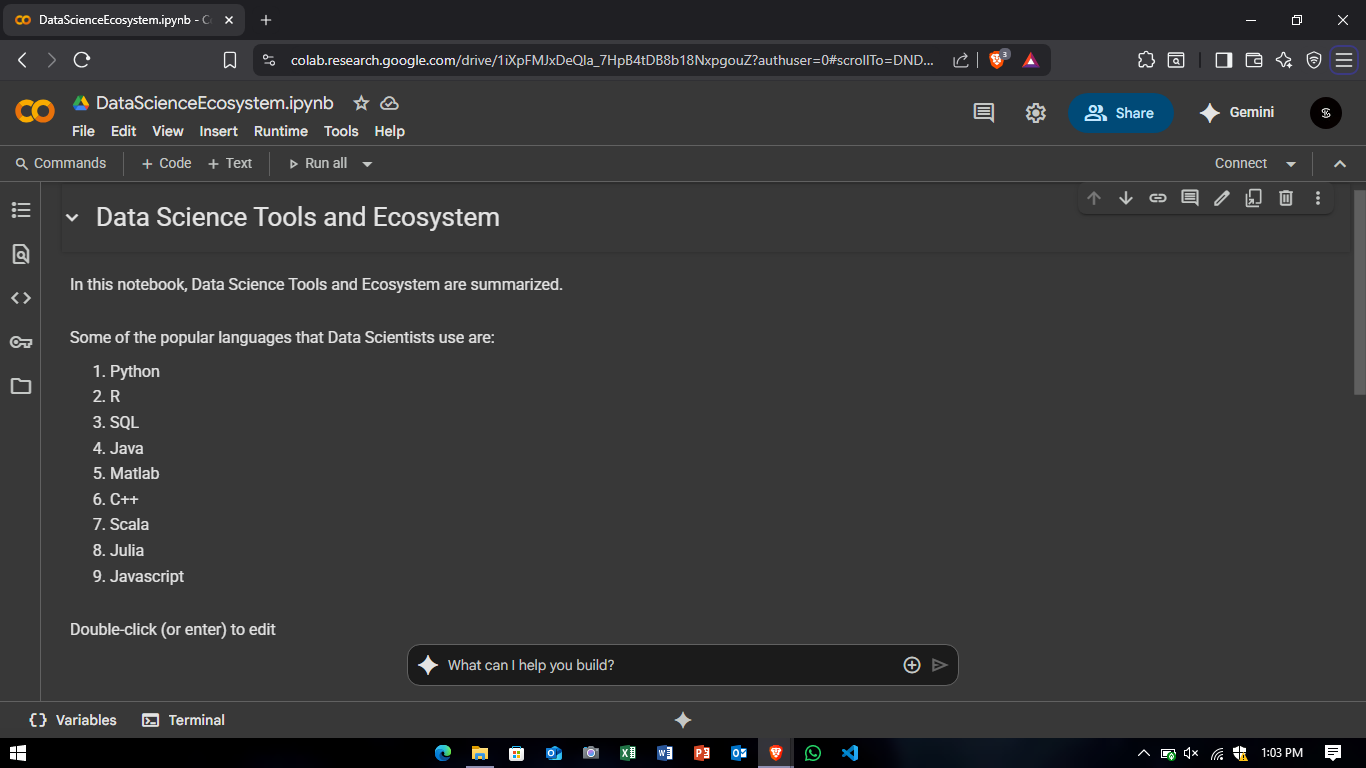 DataScienceEcosystem.ipynb - C
colab.research.google.com/drive/1iXpFMJxDeQIa_7HpB4tDB8b18NxpgouZ?authuser=0#scrollTo=DND...
3
DataScienceEcosystem.ipynb
File Edit View Insert Runtime Tools Help
Share
Gemini
Commands + Code + Text Run all
Connect
Data Science Tools and Ecosystem
In this notebook, Data Science Tools and Ecosystem are summarized.
Some of the popular languages that Data Scientists use are:
1. Python
2. R
3. SQL
4. Java
5. Matlab
6. C++
7. Scala
8. Julia
9. Javascript
Double-click (or enter) to edit
What can I help you build?
Variables Terminal
1:03 PM